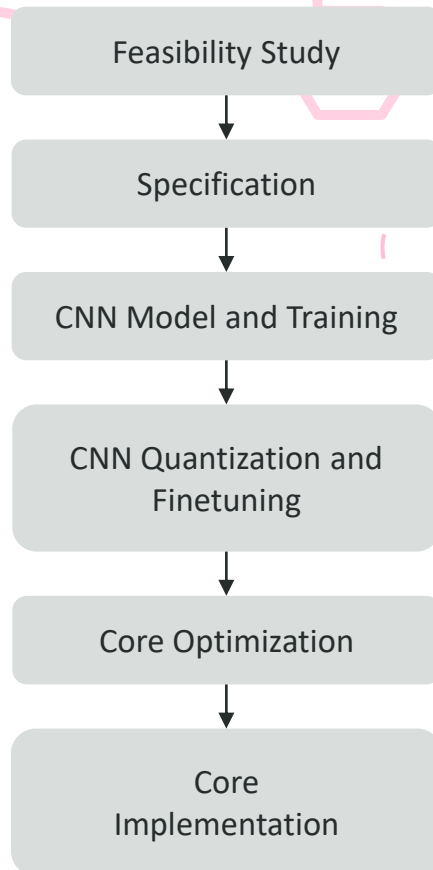 Feasibility Study
Specification
CNN Model and Training
CNN Quantization and
Finetuning
Core Optimization
Core
Implementation